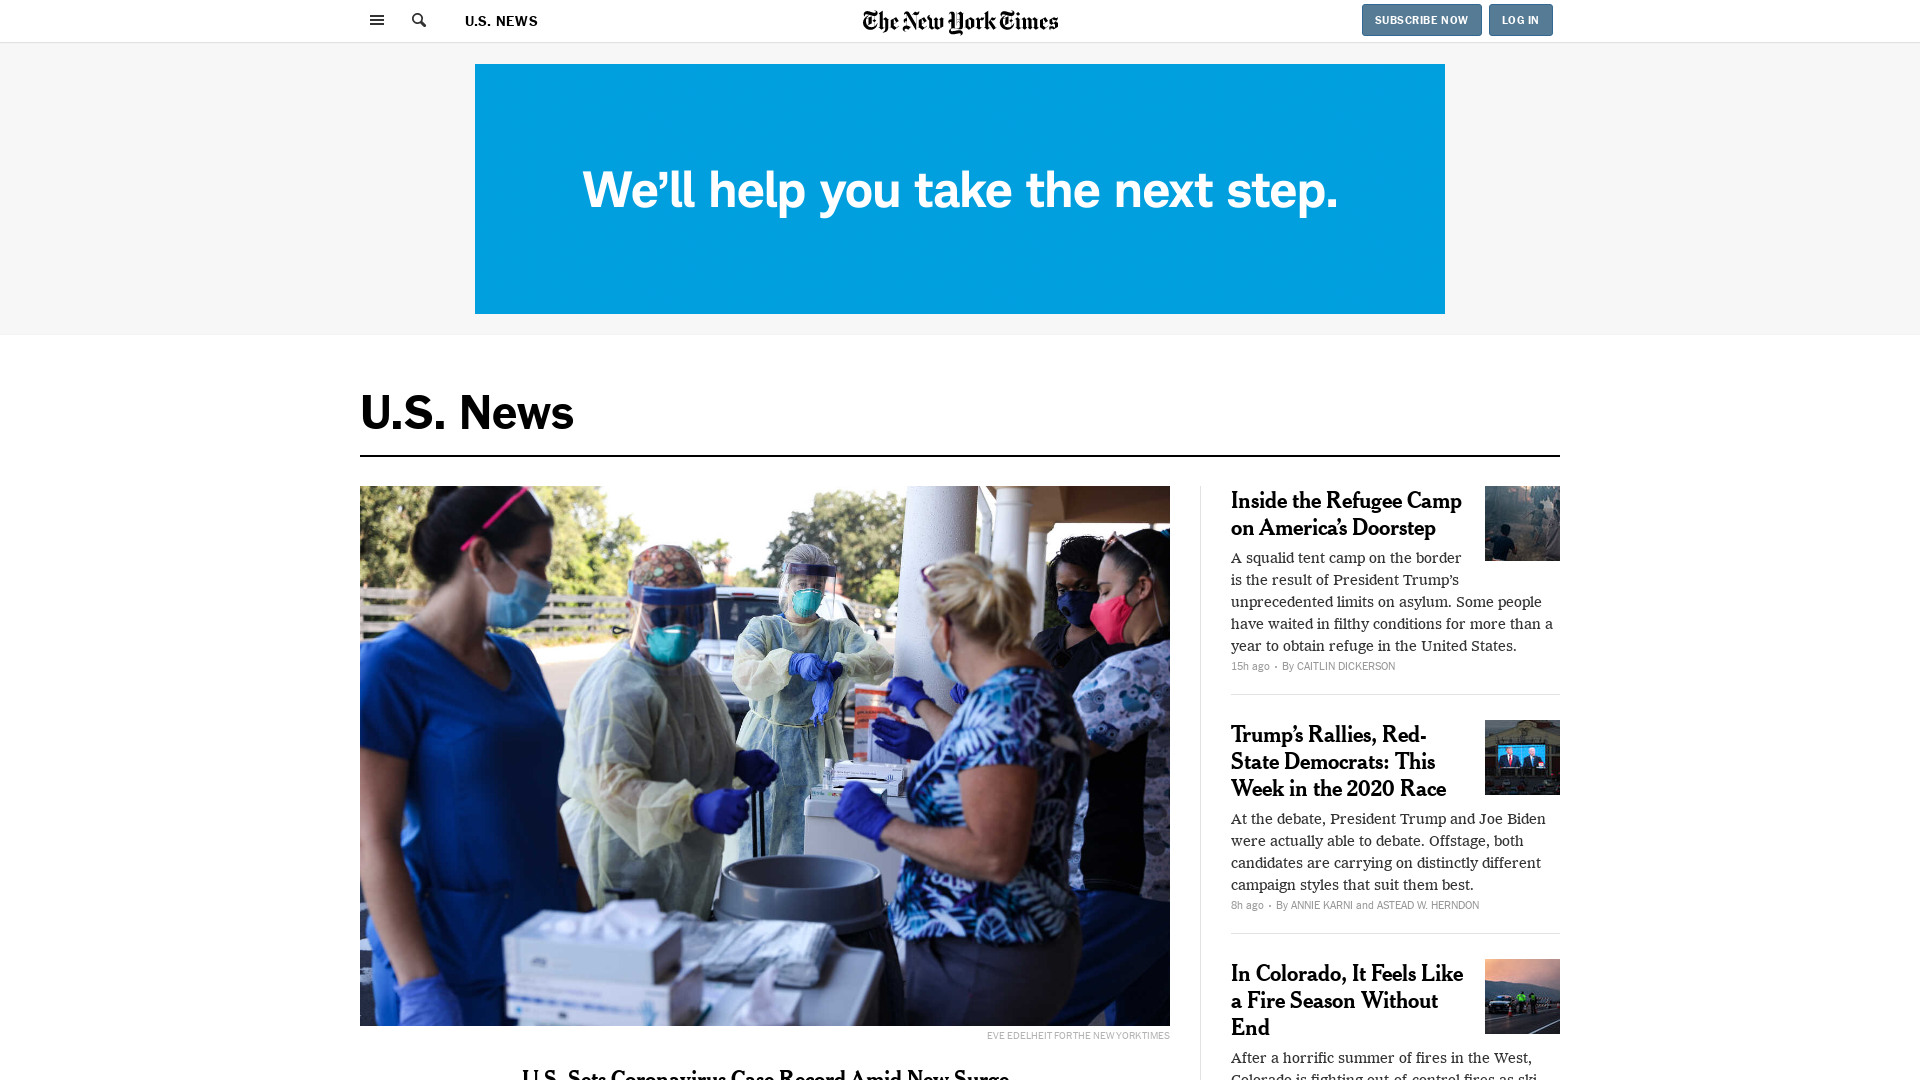 U.S. NEWS
The New York Times
SUBSCRIBE NOW
LOG IN
We'll help you take the next step.
U.S. News
EVE EDELHEIT FOR THE NEW YORK TIMES
U.S. Sets Coronavirus Case Record Amid New Surge
Inside the Refugee Camp
on America's Doorstep
A squalid tent camp on the border
is the result of President Trump's
unprecedented limits on asylum. Some people
have waited in filthy conditions for more than a
year to obtain refuge in the United States.
15h ago • By CAITLIN DICKERSON
Trump's Rallies, Red-
State Democrats: This
Week in the 2020 Race
At the debate, President Trump and Joe Biden
were actually able to debate. Offstage, both
candidates are carrying on distinctly different
campaign styles that suit them best.
8h ago • By ANNIE KARNI and ASTEAD W. HERNDON
In Colorado, It Feels Like
a Fire Season Without
End
After a horrific summer of fires in the West,
Colorado is fighting out-of-control fires as ski